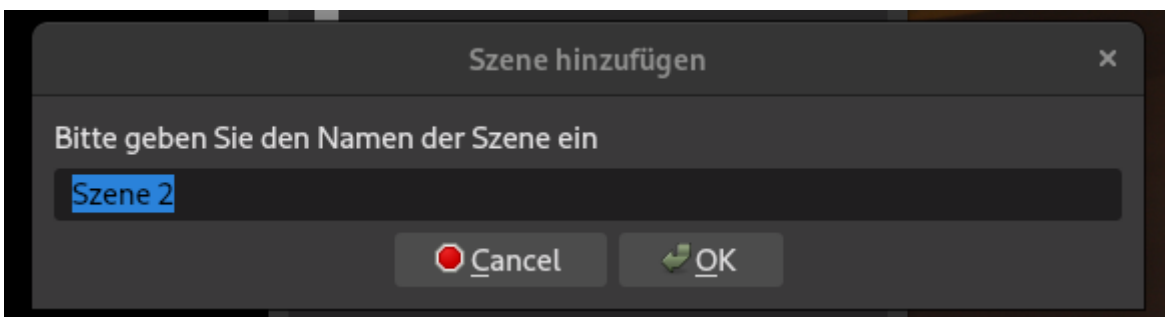 Szene hinzufügen
Bitte geben Sie den Namen der Szene ein
Szene 2
Cancel OK